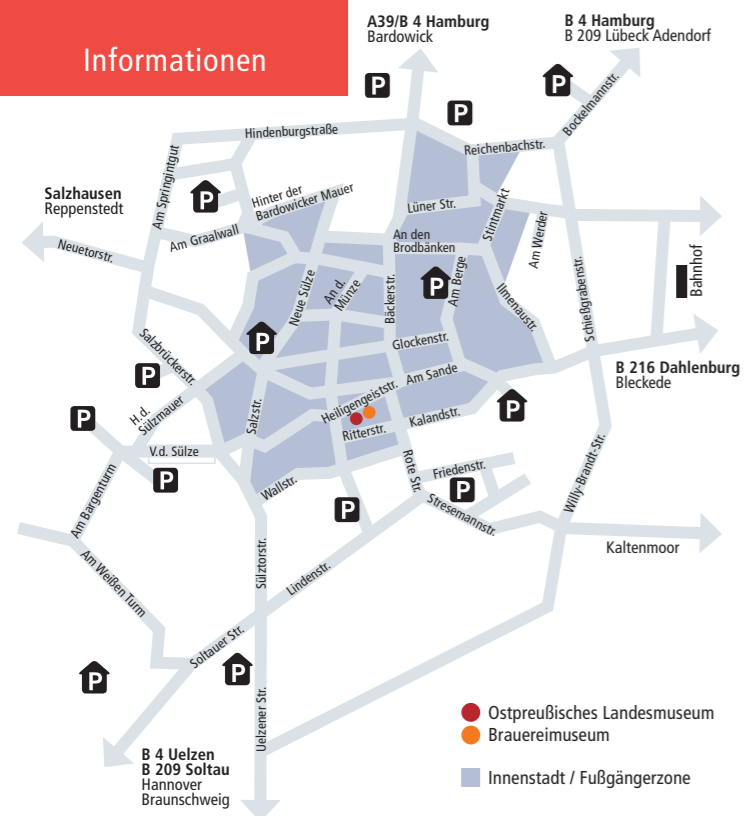 Informationen
A39/B 4 Hamburg
Bardowick
B 4 Hamburg
B 209 Lübeck Adendorf
P
P
P
Bockelmannstr.
Hindenburgstraße
Reichenbachstr.
Am Springintgut
Salzhausen
Reppenstedt
P
Hinter der
Bardowicker Mauer
Lüner Str.
Stintmarkt
Am Graalwall
An den
Brodbänken
Am Werder
Neuetorstr.
Neue Sülze
An d.
Münze
Bäckerstr.
P
Am Berge
Ilmenaustr.
Schießgrabenstr.
Bahnhof
P
Glockenstr.
Salzbrückerstr.
P
B 216 Dahlenburg
Bleckede
Am Sande
Heiligengeiststr.
H.d.
Sülzmauer
Salzstr.
P
P
Ritterstr.
Kalandstr.
V.d. Sülze
P
Wallstr.
Rote Str.
Friedenstr.
P
P
Stresemannstr.
Willy-Brandt-Str.
Am Bargenturm
Kaltenmoor
Am Weißen Turm
Sülztorstr.
Lindenstr.
Soltauer Str.
P
P
Uelzener Str.
Ostpreußisches Landesmuseum
Brauereimuseum
Innenstadt / Fußgängerzone
B 4 Uelzen
B 209 Soltau
Hannover
Braunschweig